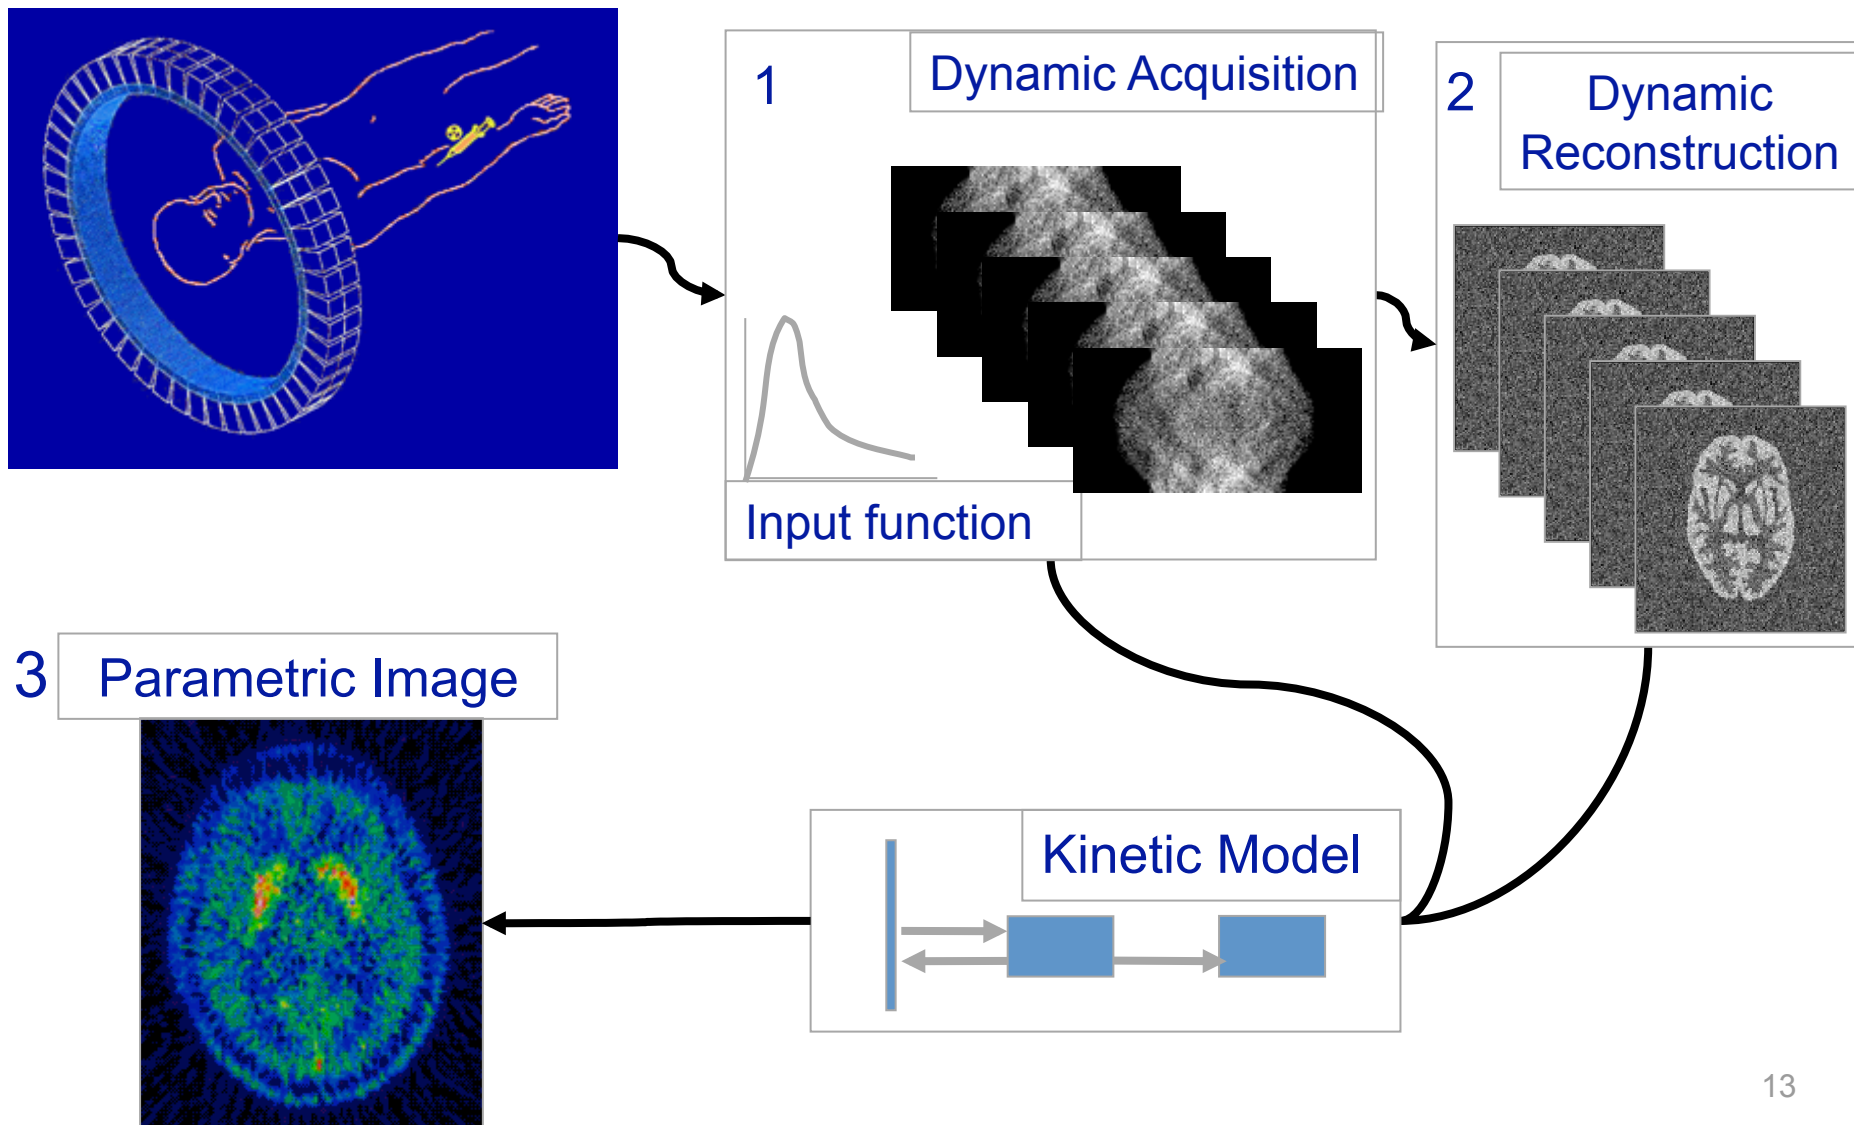 1
Dynamic Acquisition
Input function
2
Dynamic
Reconstruction
3
Parametric Image
Kinetic Model
13